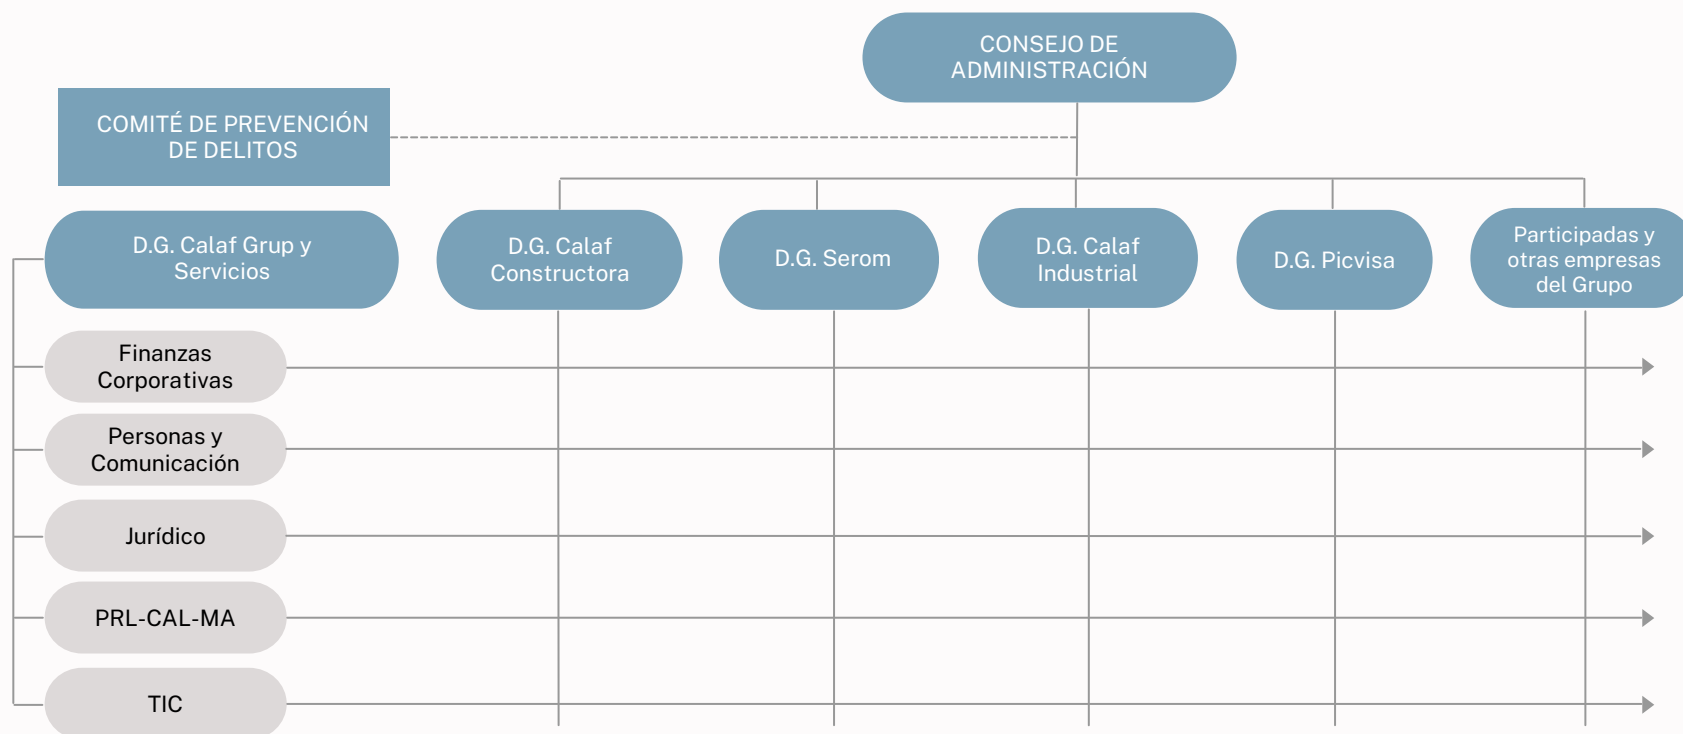 CONSEJO DE
ADMINISTRACIÓN
COMITÉ DE PREVENCIÓN
DE DELITOS
D.G. Calaf Grup y
Servicios
D.G. Calaf
Constructora
D.G. Serom
D.G. Calaf
Industrial
D.G. Picvisa
Participadas y
otras empresas
del Grupo
Finanzas
Corporativas
Personas y
Comunicación
Jurídico
PRL-CAL-MA
TIC